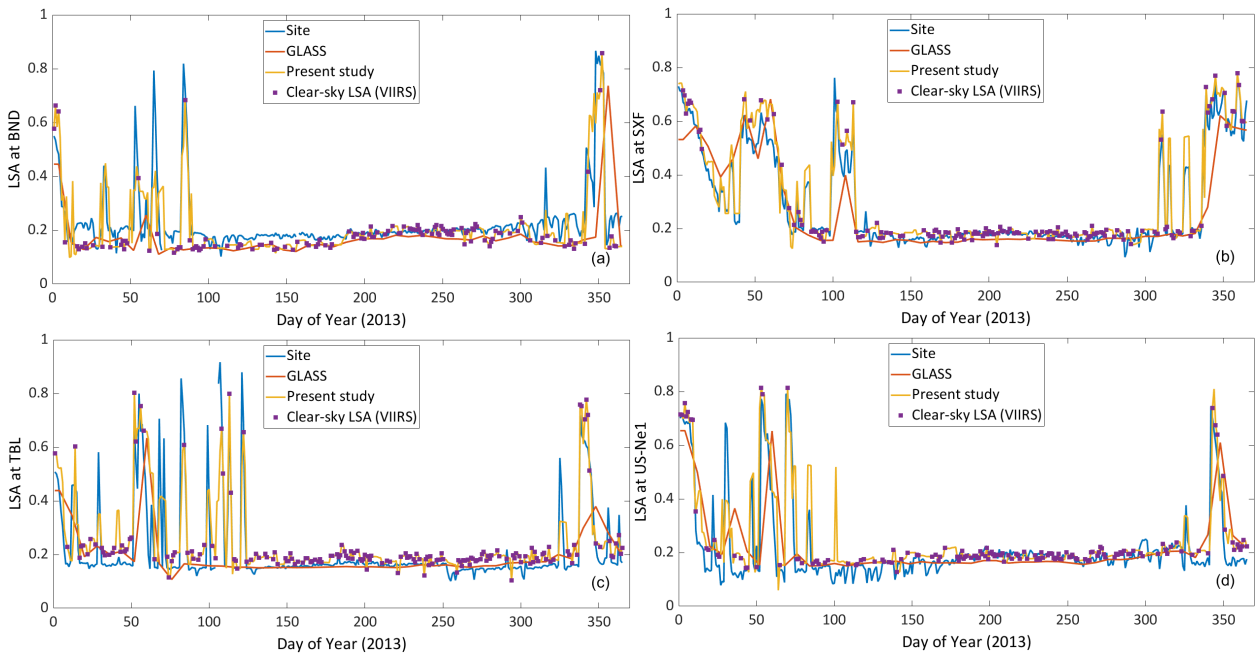 1
0.8
0.6
0.4
0.2
0
LSA at BND
Site
GLASS
Present study
Clear-sky LSA (VIIRS)
(a)
0 50 100 150 200 250 300 350
Day of Year (2013)
1
0.8
0.6
0.4
0.2
0
LSA at SXF
Site
GLASS
Present study
Clear-sky LSA (VIIRS)
(b)
0 50 100 150 200 250 300 350
Day of Year (2013)
1
0.8
0.6
0.4
0.2
0
LSA at TBL
Site
GLASS
Present study
Clear-sky LSA (VIIRS)
(c)
0 50 100 150 200 250 300 350
Day of Year (2013)
1
0.8
0.6
0.4
0.2
0
LSA at US-Ne1
Site
GLASS
Present study
Clear-sky LSA (VIIRS)
(d)
0 50 100 150 200 250 300 350
Day of Year (2013)